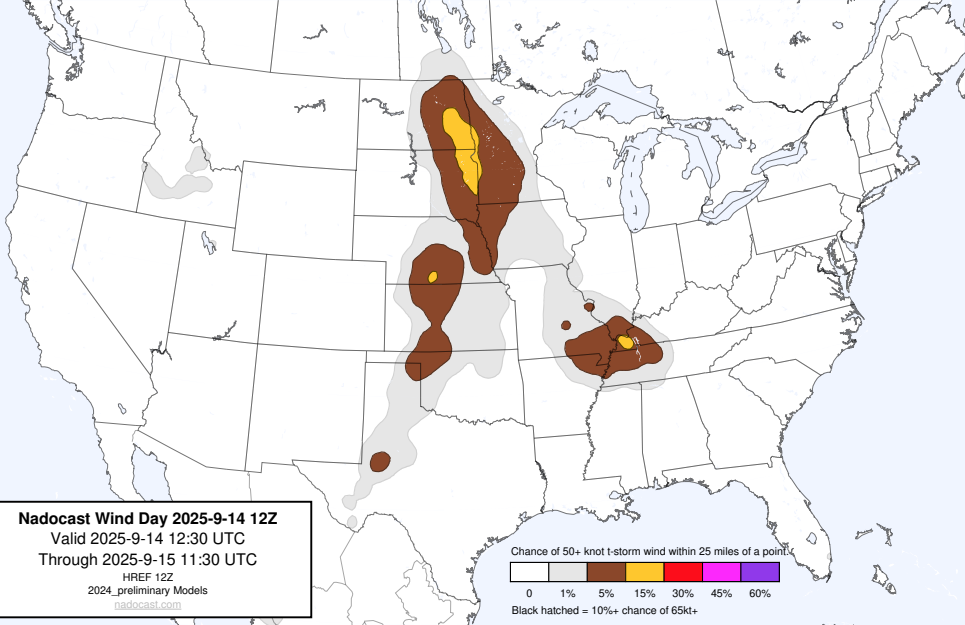 Nadocast Wind Day 2025-9-14 12Z
Valid 2025-9-14 12:30 UTC
Through 2025-9-15 11:30 UTC
HREF 12Z
2024_preliminary Models
nadocast.com
Chance of 50+ knot t-storm wind within 25 miles of a point.
0 1% 5% 15% 30% 45% 60%
Black hatched = 10%+ chance of 65kt+